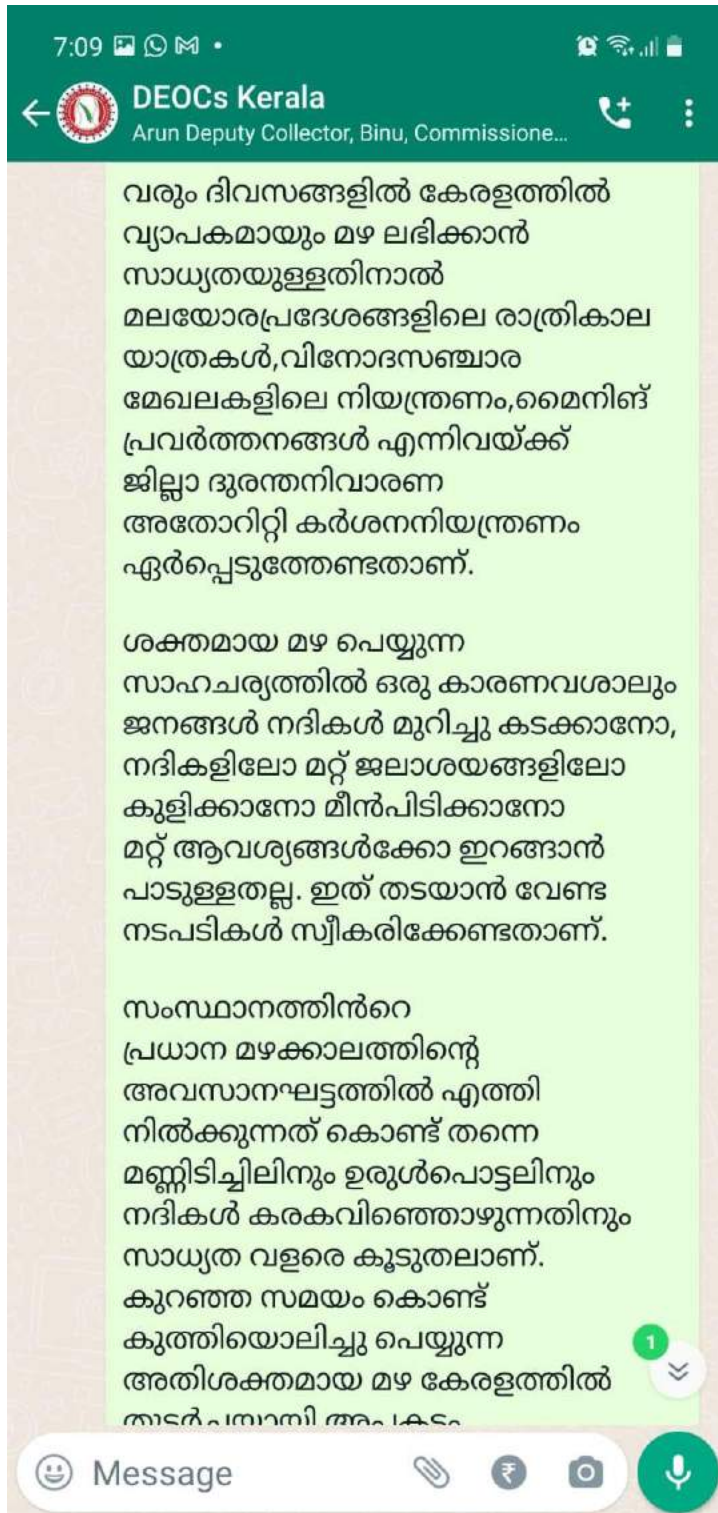 7:09
DEOCs Kerala
Arun Deputy Collector, Binu, Commissione...
വരും ദിവസങ്ങളിൽ കേരളത്തിൽ
വ്യാപകമായും മഴ ലഭിക്കാൻ
സാധ്യതയുള്ളതിനാൽ
മലയോരപ്രദേശങ്ങളിലെ രാത്രികാല
യാത്രകൾ,വിനോദസഞ്ചാര
മേഖലകളിലെ നിയന്ത്രണം,മൈനിങ്
പ്രവർത്തനങ്ങൾ എന്നിവയ്ക്ക്
ജില്ലാ ദുരന്തനിവാരണ
അതോറിറ്റി കർശനനിയന്ത്രണം
ഏർപ്പെടുത്തേണ്ടതാണ്.
ശക്തമായ മഴ പെയ്യുന്ന
സാഹചര്യത്തിൽ ഒരു കാരണവശാലും
ജനങ്ങൾ നദികൾ മുറിച്ചു കടക്കാനോ,
നദികളിലോ മറ്റ് ജലാശയങ്ങളിലോ
കുളിക്കാനോ മീൻപിടിക്കാനോ
മറ്റ് ആവശ്യങ്ങൾക്കോ ഇറങ്ങാൻ
പാടുള്ളതല്ല. ഇത് തടയാൻ വേണ്ട
നടപടികൾ സ്വീകരിക്കേണ്ടതാണ്.
സംസ്ഥാനത്തിൻറെ
പ്രധാന മഴക്കാലത്തിന്റെ
അവസാനഘട്ടത്തിൽ എത്തി
നിൽക്കുന്നത് കൊണ്ട് തന്നെ
മണ്ണിടിച്ചിലിനും ഉരുൾപൊട്ടലിനും
നദികൾ കരകവിഞ്ഞൊഴുന്നതിനും
സാധ്യത വളരെ കൂടുതലാണ്.
കുറഞ്ഞ സമയം കൊണ്ട്
കുത്തിയൊലിച്ചു പെയ്യുന്ന
അതിശക്തമായ മഴ കേരളത്തിൽ
1
Message